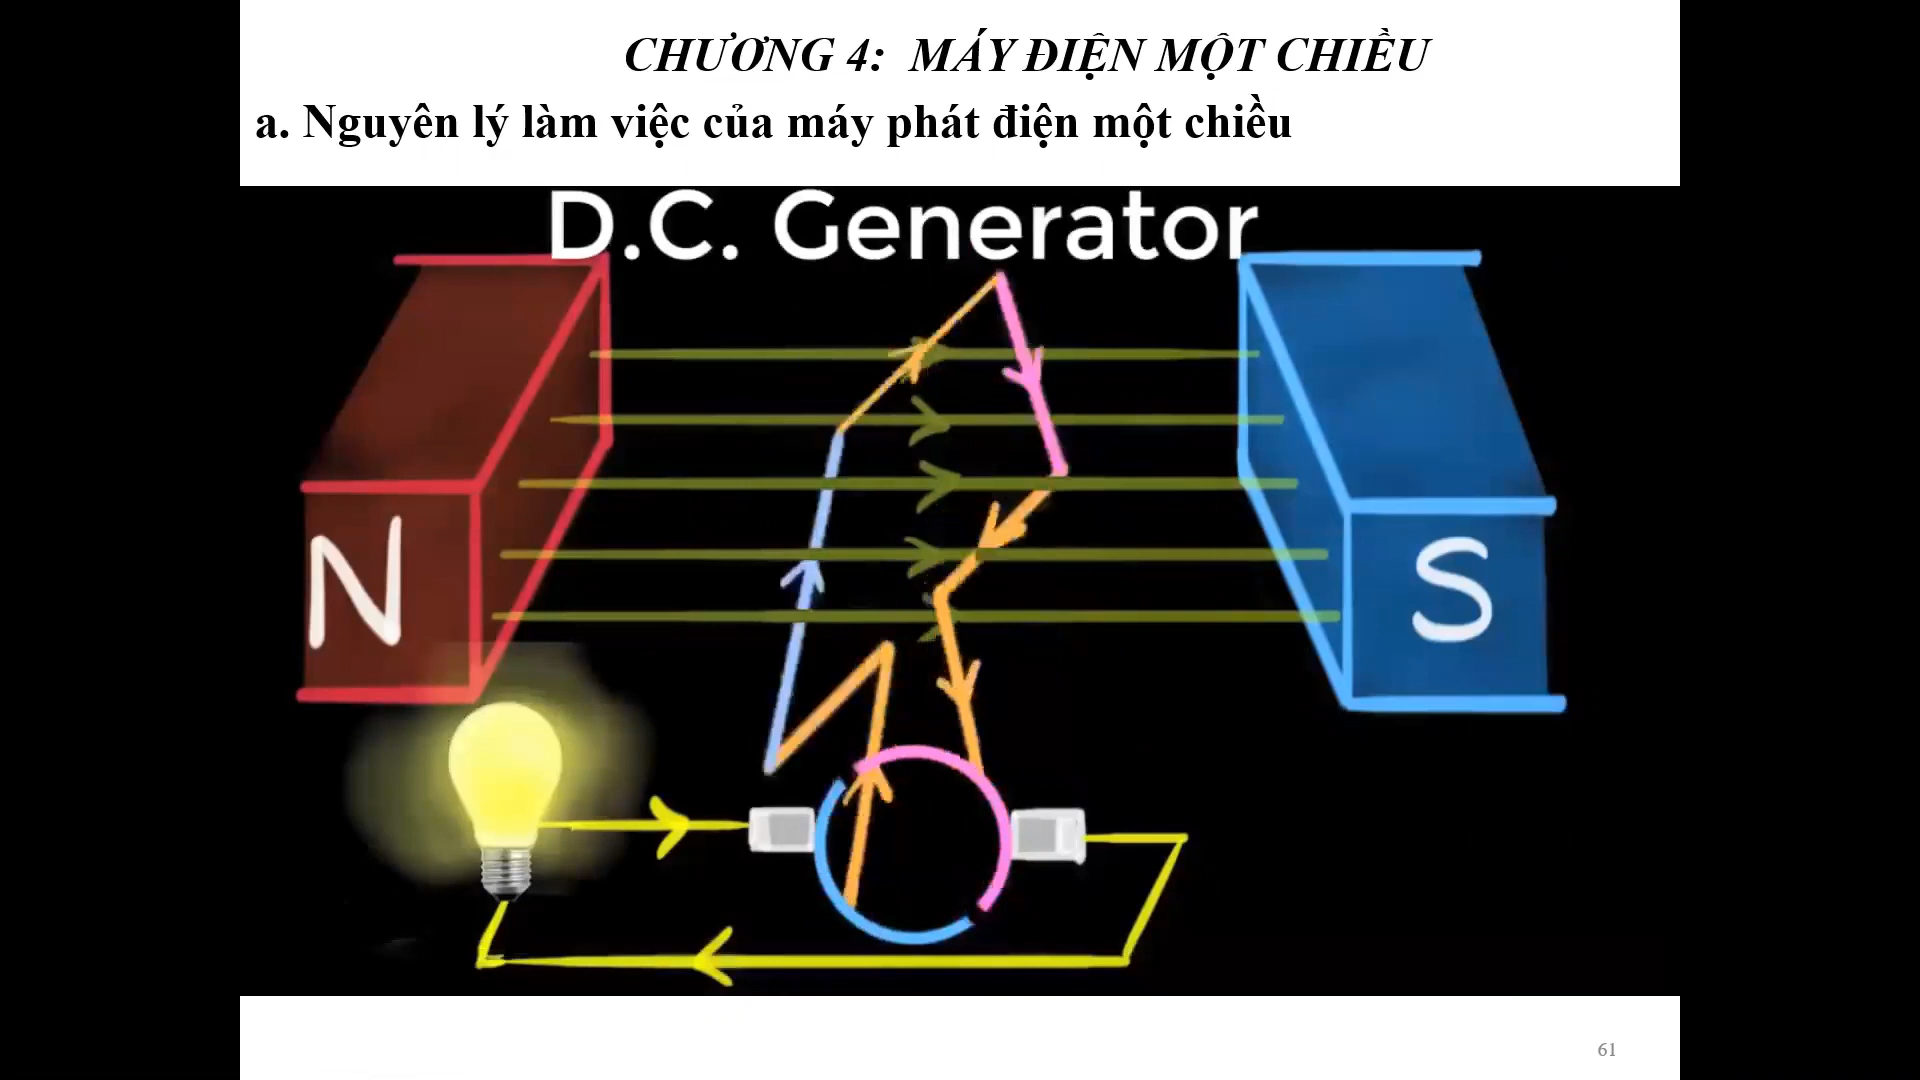 CHƯƠNG 4: MÁY ĐIỆN MỘT CHIỀU
a. Nguyên lý làm việc của máy phát điện một chiều
D.C. Generator
N
S
61